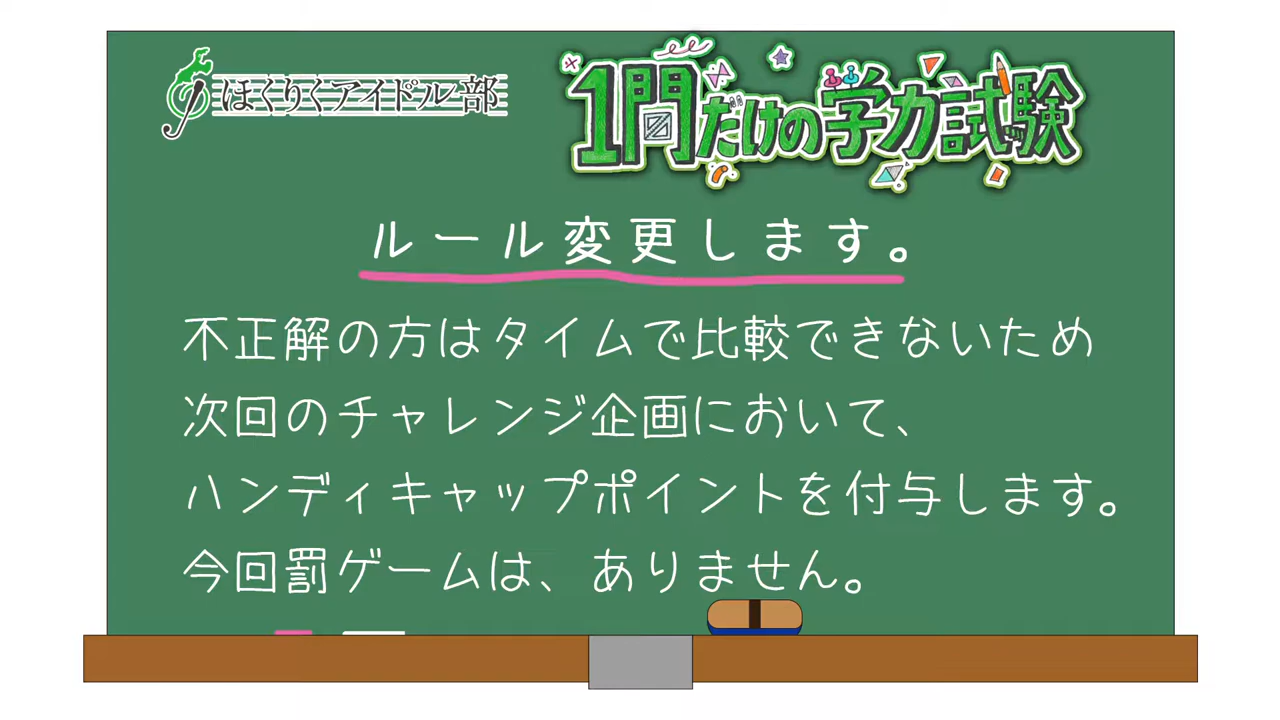 ほくりくアイドル部
1問だけの学力試験
ルール変更します。
不正解の方はタイムで比較できないため
次回のチャレンジ企画において、
ハンディキャップポイントを付与します。
今回罰ゲームは、ありません。